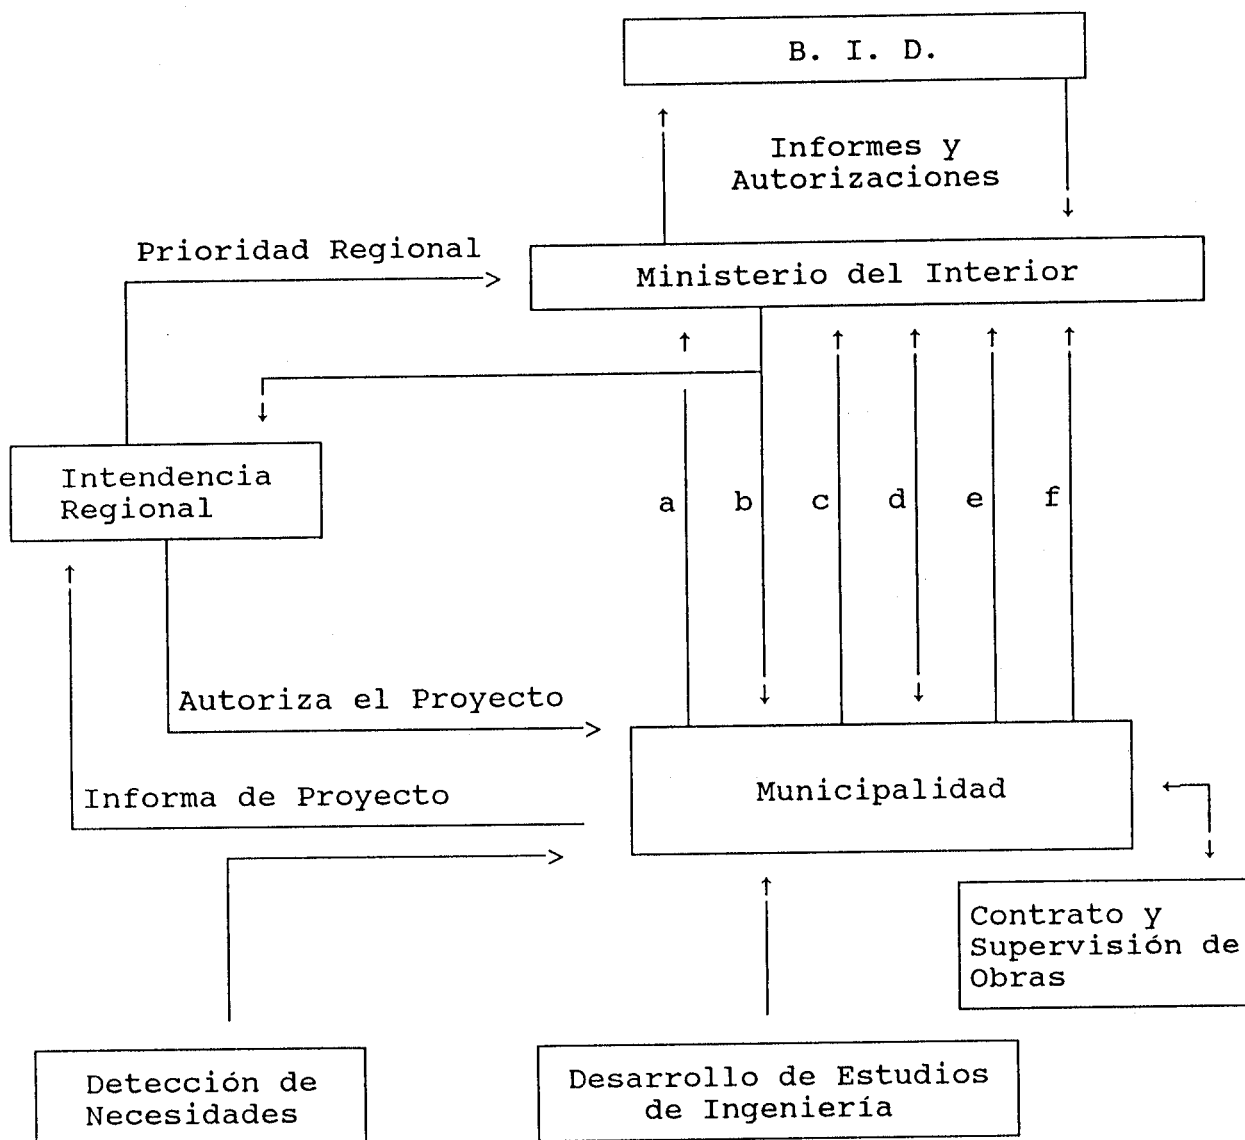 B. I. D.
Informes y
Autorizaciones
Prioridad Regional
Ministerio del Interior
Intendencia
Regional
a b c d e f
Autoriza el Proyecto
Informa de Proyecto
Municipalidad
Contrato y
Supervisión de
Obras
Detección de
Necesidades
Desarrollo de Estudios
de Ingeniería